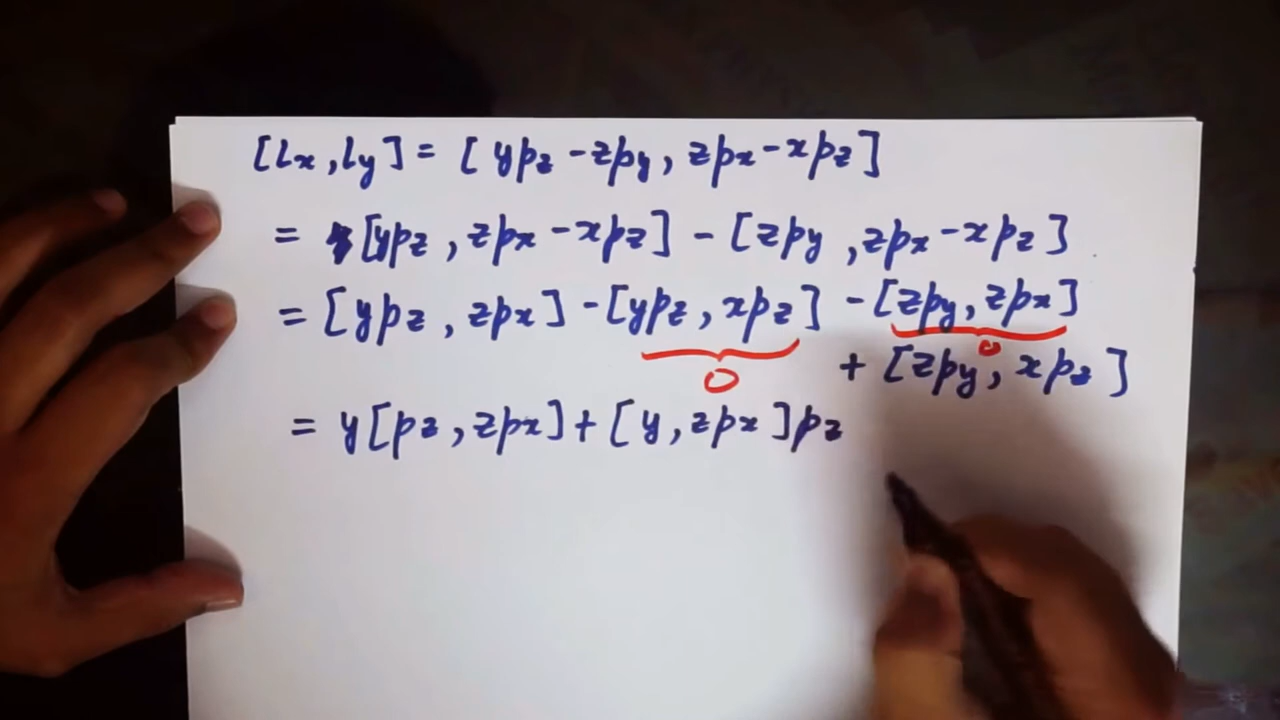 [Lx, Ly] = [ypz - zpy, zpx - xpz]
= [ypz, zpx - xpz] - [zpy, zpx - xpz]
= [ypz, zpx] - [ypz, xpz] - [zpy, zpx]
0
0
+ [zpy, xpz]
= y[pz, zpx] + [y, zpx]pz